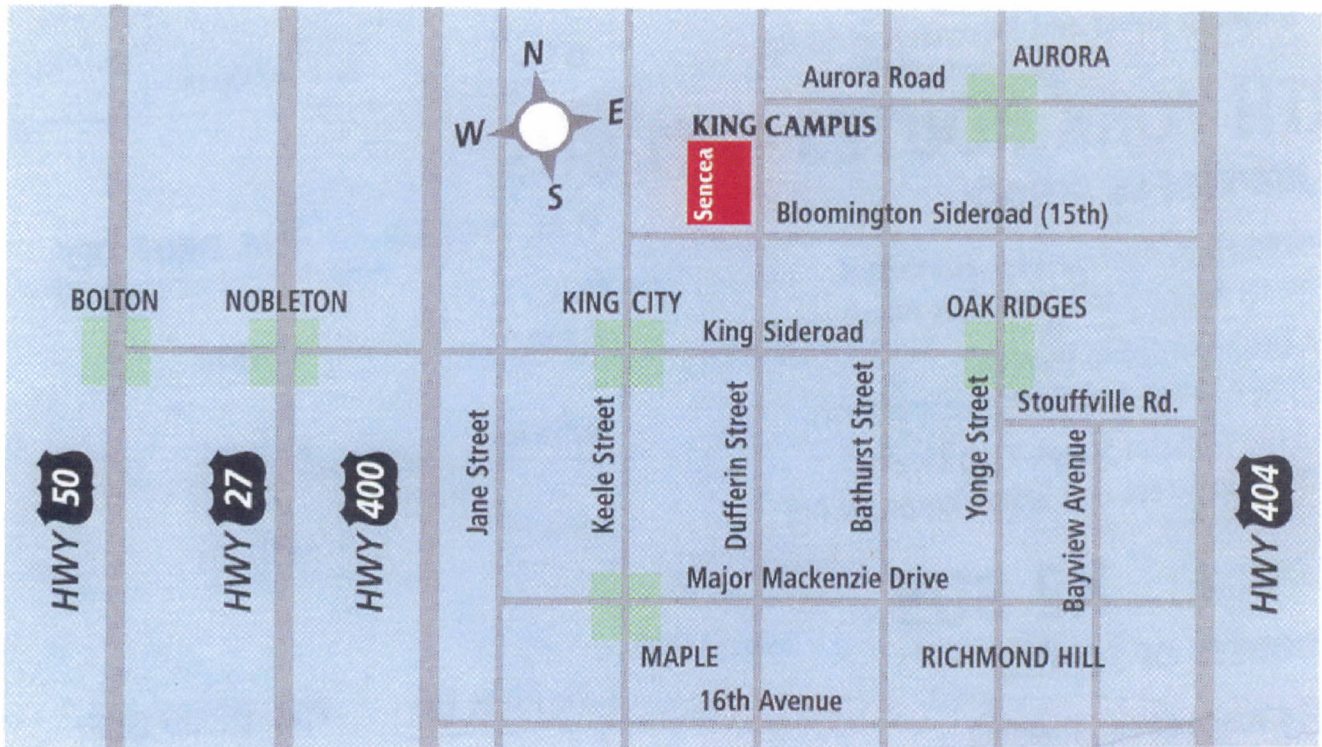 N
W
E
S
AURORA
Aurora Road
KING CAMPUS
Sencea
Bloomington Sideroad (15th)
BOLTON
NOBLETON
KING CITY
OAK RIDGES
King Sideroad
Stouffville Rd.
HWY 50
HWY 27
HWY 400
Jane Street
Keele Street
Dufferin Street
Bathurst Street
Yonge Street
Bayview Avenue
HWY 404
Major Mackenzie Drive
MAPLE
RICHMOND HILL
16th Avenue